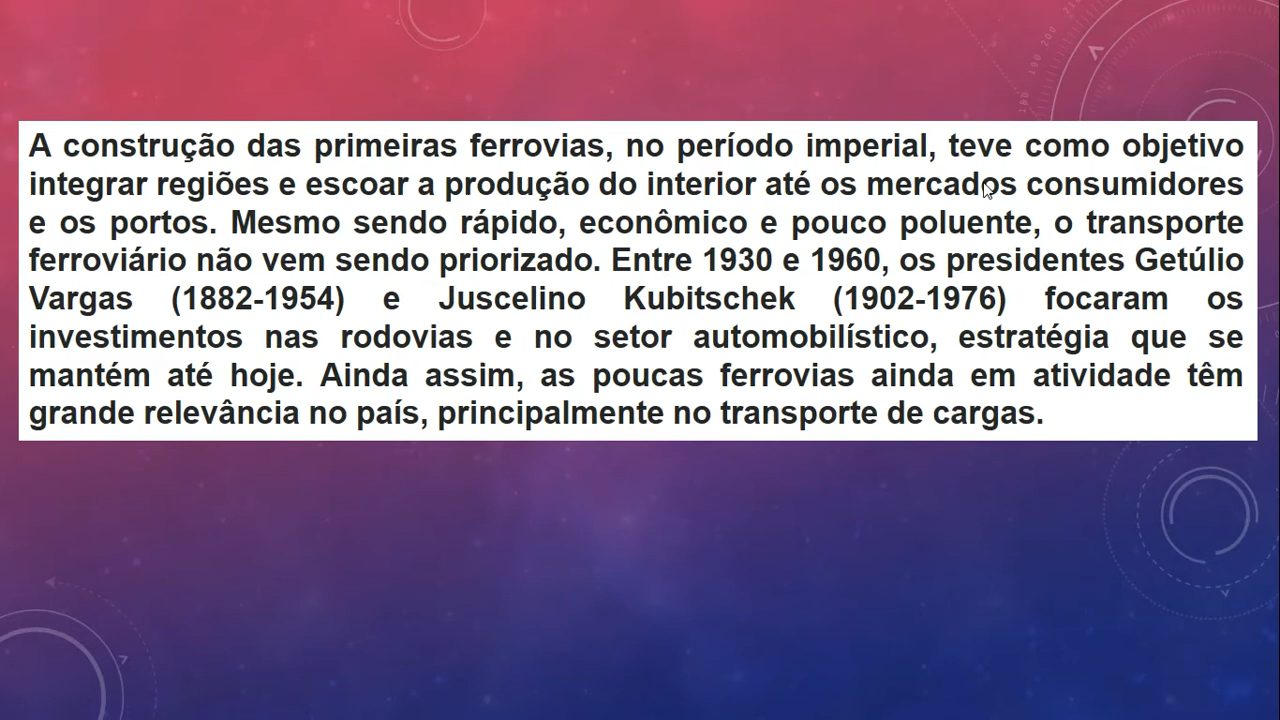 A construção das primeiras ferrovias, no período imperial, teve como objetivo
integrar regiões e escoar a produção do interior até os mercados consumidores
e os portos. Mesmo sendo rápido, econômico e pouco poluente, o transporte
ferroviário não vem sendo priorizado. Entre 1930 e 1960, os presidentes Getúlio
Vargas (1882-1954) e Juscelino Kubitschek (1902-1976) focaram os
investimentos nas rodovias e no setor automobilístico, estratégia que se
mantém até hoje. Ainda assim, as poucas ferrovias ainda em atividade têm
grande relevância no país, principalmente no transporte de cargas.